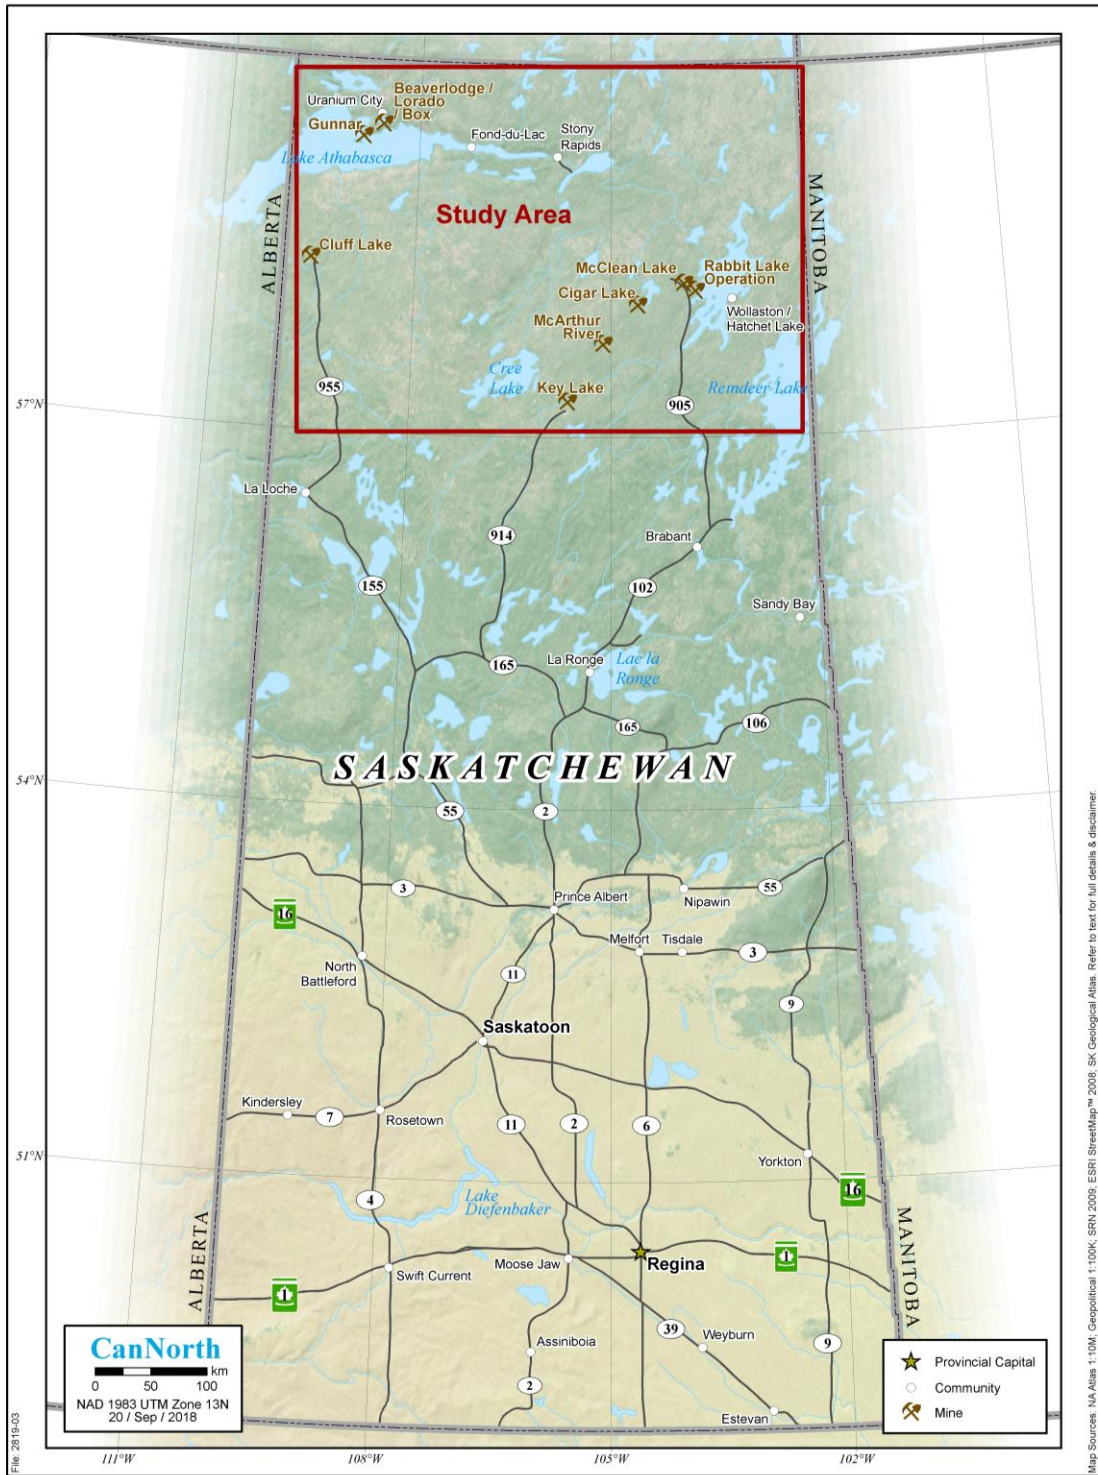 Beaverlodge /
Lorado
/ Box
Uranium City
Gunnar
Fond-du-Lac
Stony
Rapids
Lake Athabasca
ALBERTA
MANITOBA
Study Area
Cluff Lake
McClean Lake
Rabbit Lake
Operation
Cigar Lake
Wollaston /
Hatchet Lake
McArthur
River
Cree
Lake
Key Lake
Reindeer Lake
955
905
57°N
La Loche
914
Brabant
155
102
Sandy Bay
La Ronge
Lac la
Ronge
165
165
106
SASKATCHEWAN
54°N
55
2
3
55
Prince Albert
Nipawin
16
Melfort
Tisdale
3
North
Battleford
11
9
Saskatoon
Kindersley
7
Rosetown
11
2
6
51°N
Yorkton
16
4
Lake
Diefenbaker
ALBERTA
MANITOBA
Moose Jaw
Regina
1
Swift Current
1
39
Weyburn
9
Assiniboia
2
Estevan
CanNorth
km
0 50 100
NAD 1983 UTM Zone 13N
20 / Sep / 2018
Provincial Capital
Community
Mine
111°W
108°W
105°W
102°W
File: 2819-03
Map Sources: NA Atlas 1:10M; Geopolitical 1:100K; SRN 2009; ESRI StreetMap™ 2008; SK Geological Atlas. Refer to text for full details & disclaimer.